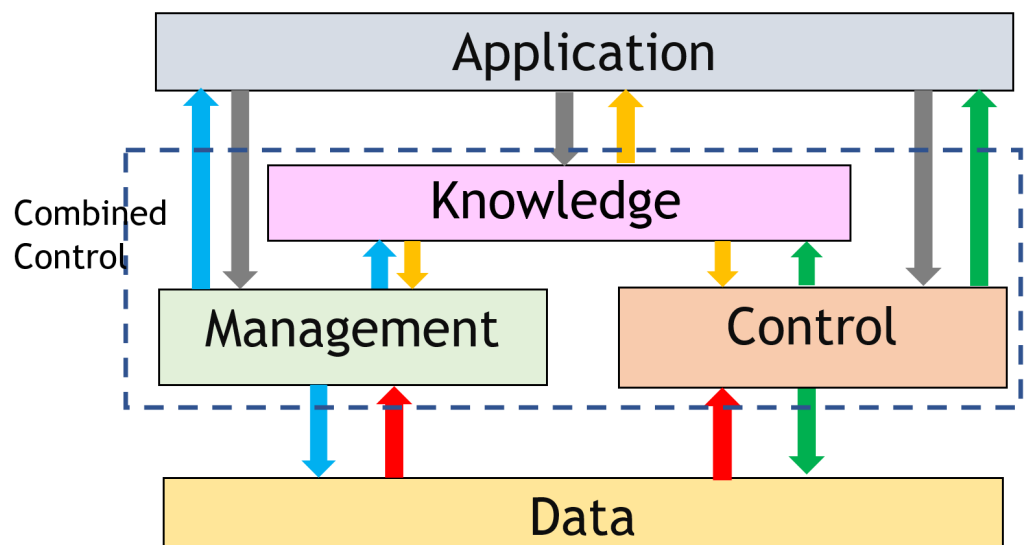 Application
Knowledge
Combined
Control
Management
Control
Data